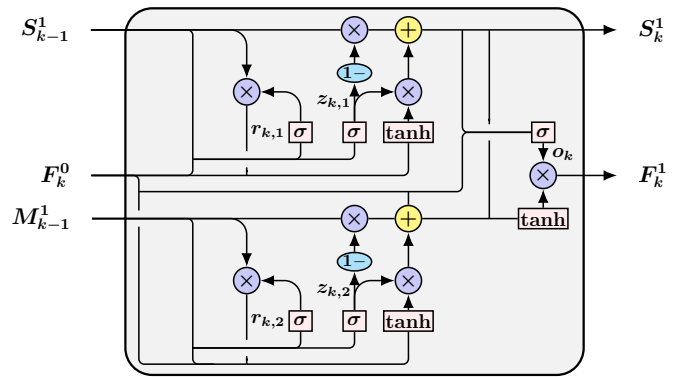 S^1_{k−1} × + S^1_k
1−
z_{k,1} × ×
r_{k,1} σ σ tanh σ
o_k
F^0_k × F^1_k
M^1_{k−1} × + tanh
1−
z_{k,2} × ×
r_{k,2} σ σ tanh